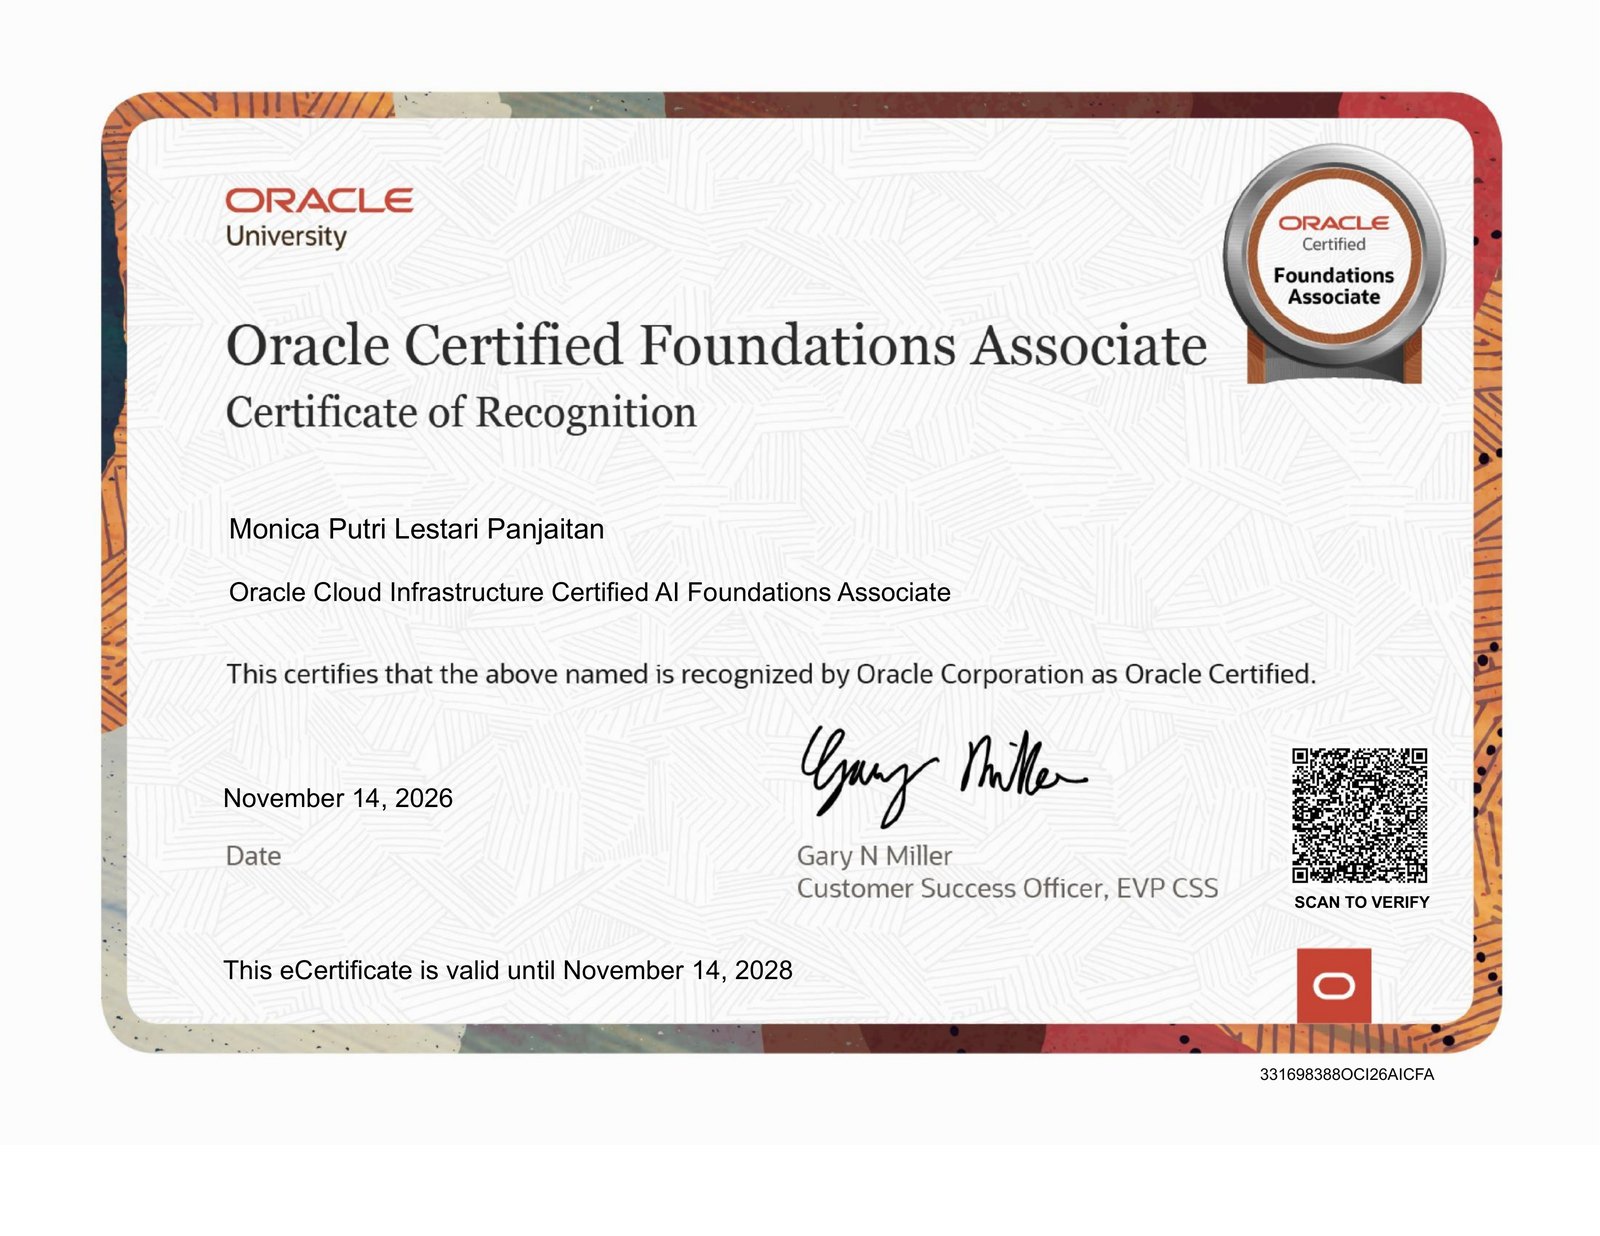 ORACLE
University
ORACLE
Certified
Foundations
Associate
Oracle Certified Foundations Associate
Certificate of Recognition
Monica Putri Lestari Panjaitan
Oracle Cloud Infrastructure Certified AI Foundations Associate
This certifies that the above named is recognized by Oracle Corporation as Oracle Certified.
Gary Miller
November 14, 2026
Date
Gary N Miller
Customer Success Officer, EVP CSS
SCAN TO VERIFY
This eCertificate is valid until November 14, 2028
331698388OCI26AICFA